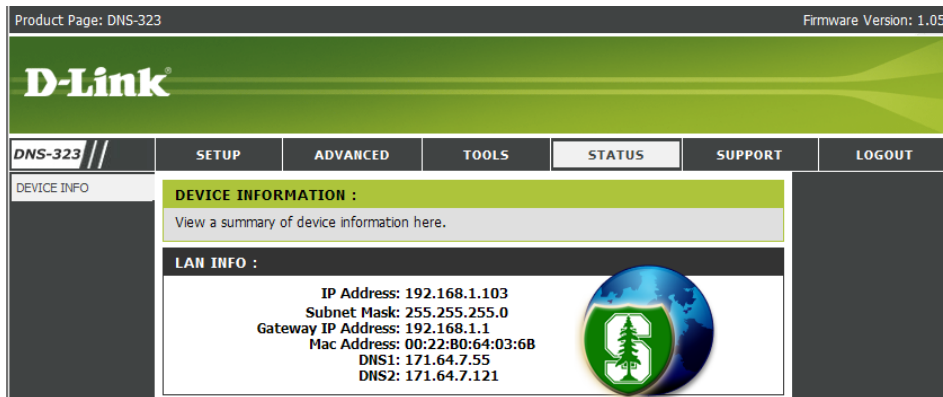 Product Page: DNS-323 Firmware Version: 1.05
D-Link®
DNS-323 SETUP ADVANCED TOOLS STATUS SUPPORT LOGOUT
DEVICE INFO
DEVICE INFORMATION :
View a summary of device information here.
LAN INFO :
IP Address: 192.168.1.103
Subnet Mask: 255.255.255.0
Gateway IP Address: 192.168.1.1
Mac Address: 00:22:B0:64:03:6B
DNS1: 171.64.7.55
DNS2: 171.64.7.121
S